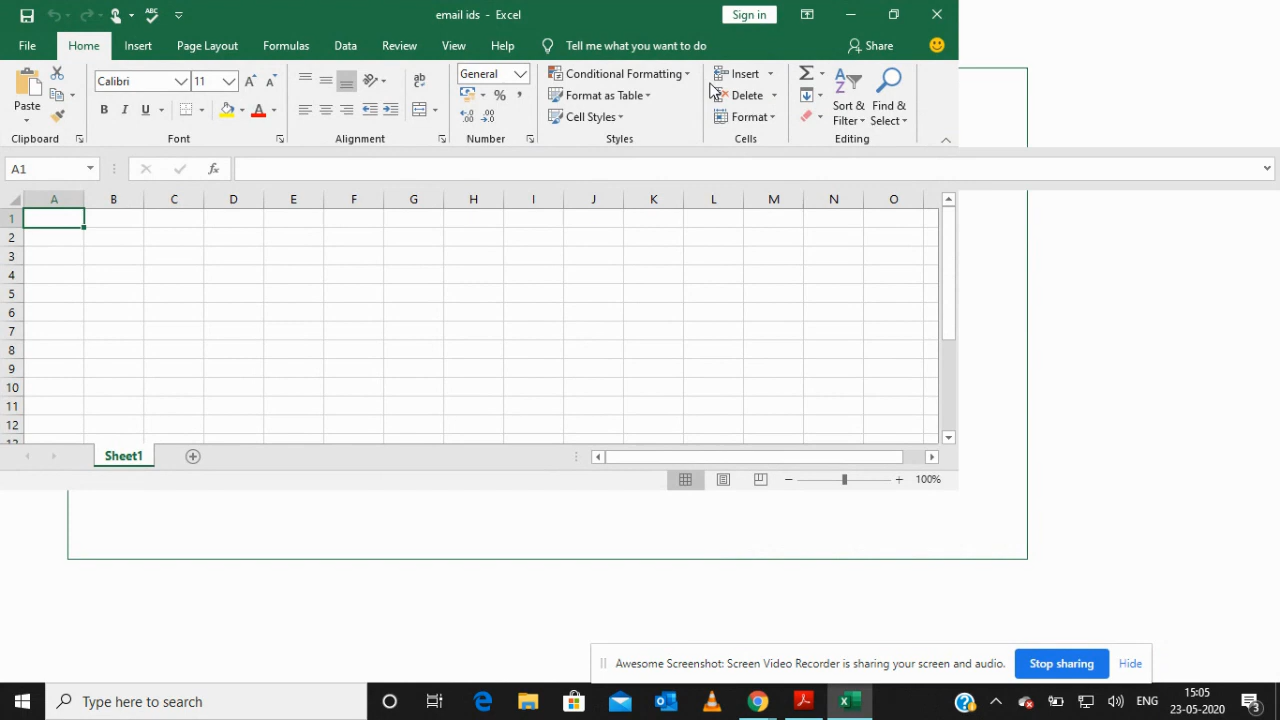 email ids - Excel
Sign in
File Home Insert Page Layout Formulas Data Review View Help Tell me what you want to do Share
Paste
Calibri 11
B I U A
ab
General
% ,
Conditional Formatting
Format as Table
Cell Styles
Insert
Delete
Format
Sort & Filter
Find & Select
Clipboard Font Alignment Number Styles Cells Editing
A1 fx
A B C D E F G H I J K L M N O
1
2
3
4
5
6
7
8
9
10
11
12
13
Sheet1
100%
Awesome Screenshot: Screen Video Recorder is sharing your screen and audio. Stop sharing Hide
Type here to search
ENG
15:05
23-05-2020
3